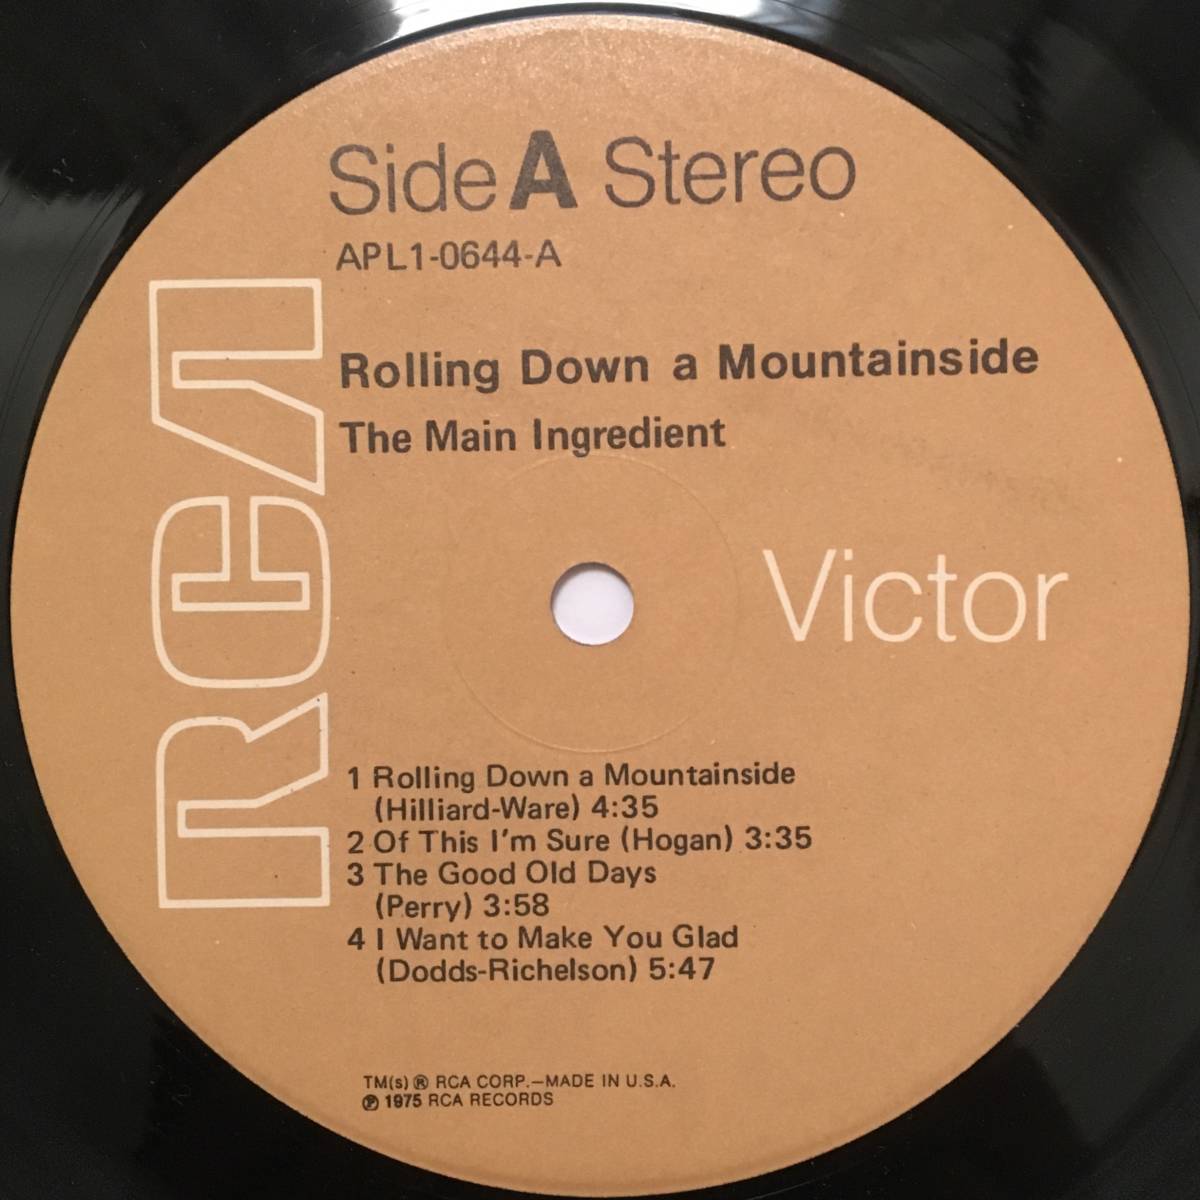 Side A Stereo
APL1-0644-A
Rolling Down a Mountainside
The Main Ingredient
RCA
Victor
1 Rolling Down a Mountainside
(Hilliard-Ware) 4:35
2 Of This I'm Sure (Hogan) 3:35
3 The Good Old Days
(Perry) 3:58
4 I Want to Make You Glad
(Dodds-Richelson) 5:47
TM(s) ® RCA CORP.—MADE IN U.S.A.
℗ 1975 RCA RECORDS